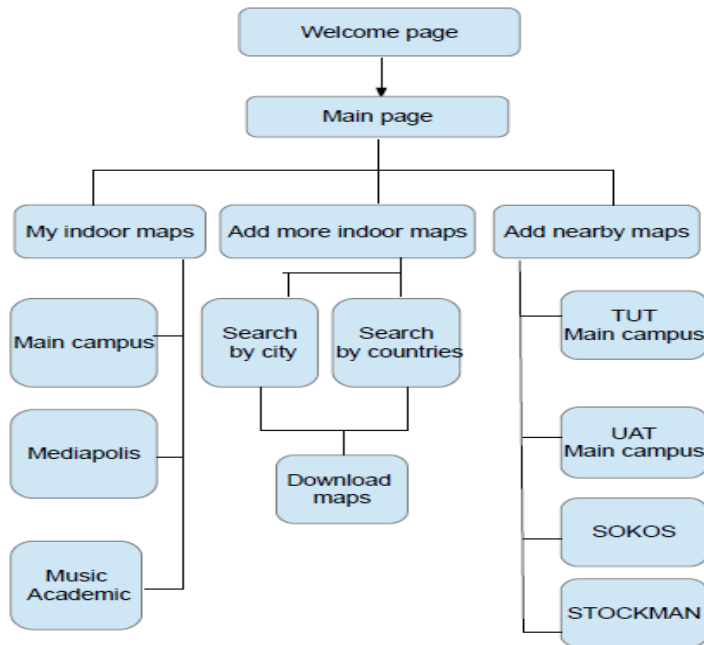 Welcome page
Main page
My indoor maps
Add more indoor maps
Add nearby maps
Main campus
Mediapolis
Music
Academic
Search
by city
Search
by countries
Download
maps
TUT
Main campus
UAT
Main campus
SOKOS
STOCKMAN